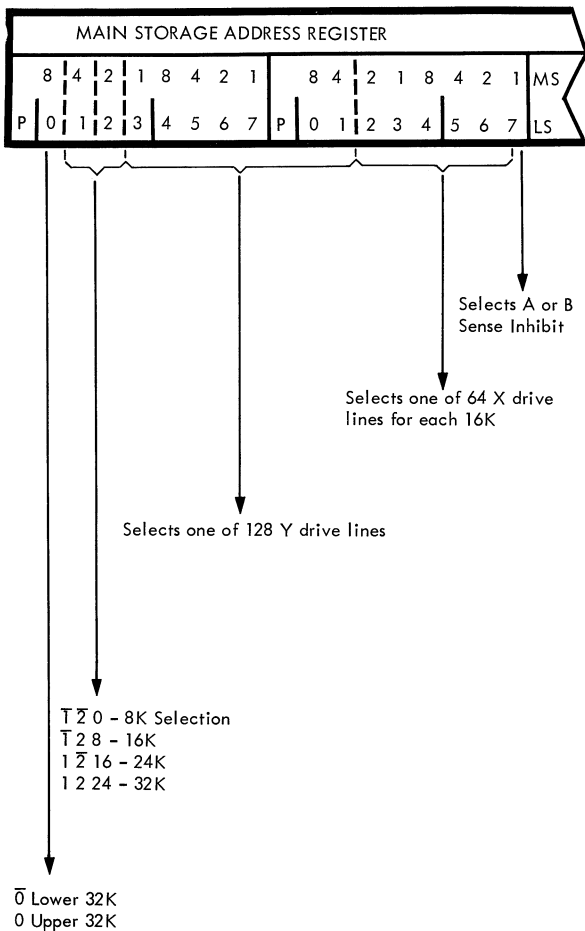 MAIN STORAGE ADDRESS REGISTER
8 4 2 1 8 4 2 1 8 4 2 1 8 4 2 1 MS
P 0 1 2 3 4 5 6 7 P 0 1 2 3 4 5 6 7 LS
Selects A or B
Sense Inhibit
Selects one of 64 X drive
lines for each 16K
Selects one of 128 Y drive lines
1̅ 2̅ 0 - 8K Selection
1̅ 2 8 - 16K
1 2̅ 16 - 24K
1 2 24 - 32K
0̅ Lower 32K
0 Upper 32K